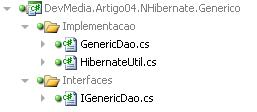 DevMedia.Artigo04.NHibernate.Generico
Implementacao
GenericDao.cs
HibernateUtil.cs
Interfaces
IGenericDao.cs